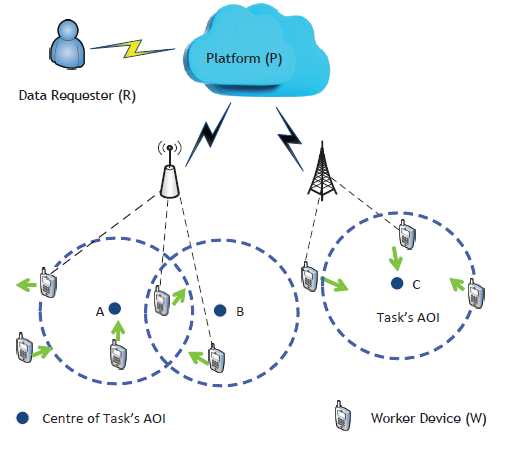 Platform (P)
Data Requester (R)
A
B
C
Task's AOI
Centre of Task's AOI
Worker Device (W)